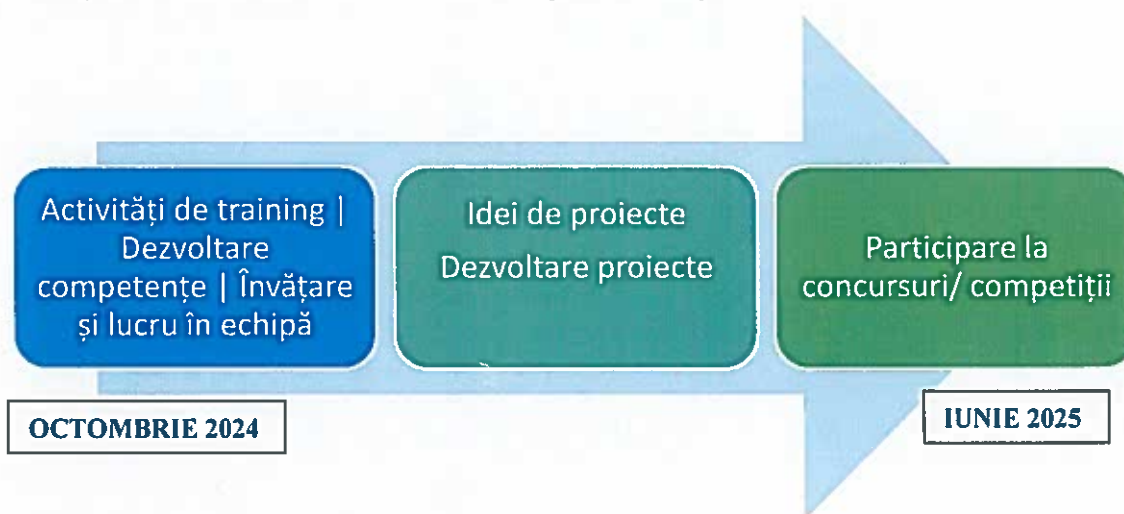 Activități de training |
Dezvoltare
competențe | Învățare
și lucru în echipă
Idei de proiecte
Dezvoltare proiecte
Participare la
concursuri/ competiții
OCTOMBRIE 2024
IUNIE 2025